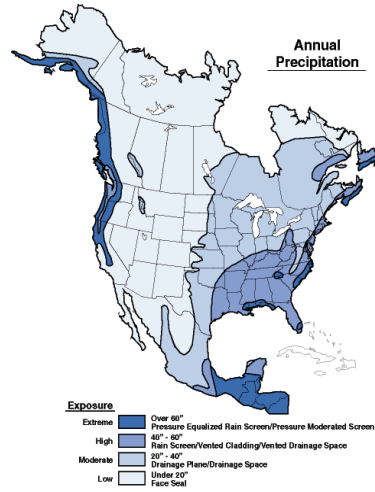 Annual
Precipitation
Exposure
Extreme
Over 60"
Pressure Equalized Rain Screen/Pressure Moderated Screen
High
40" - 60"
Rain Screen/Vented Cladding/Vented Drainage Space
Moderate
20" - 40"
Drainage Plane/Drainage Space
Low
Under 20"
Face Seal